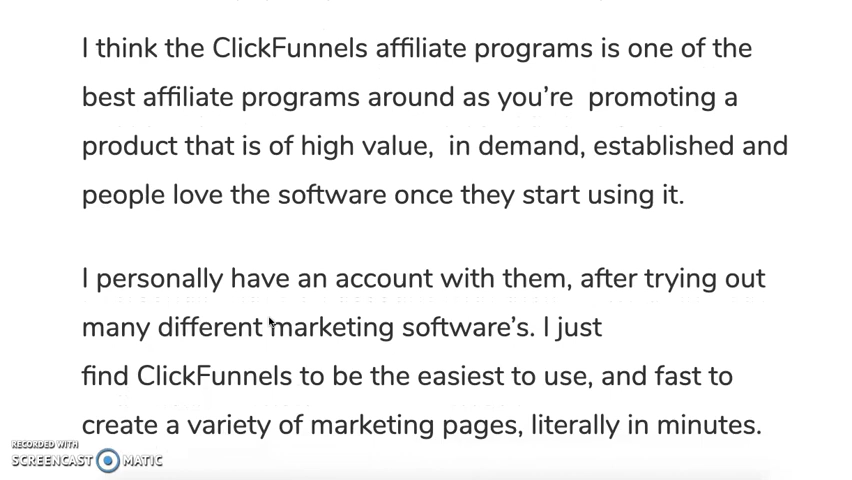 I think the ClickFunnels affiliate programs is one of the
best affiliate programs around as you’re  promoting a
product that is of high value,  in demand, established and
people love the software once they start using it.
I personally have an account with them, after trying out
many different marketing software’s. I just
find ClickFunnels to be the easiest to use, and fast to
create a variety of marketing pages, literally in minutes.
RECORDED WITH
SCREENCAST MATIC